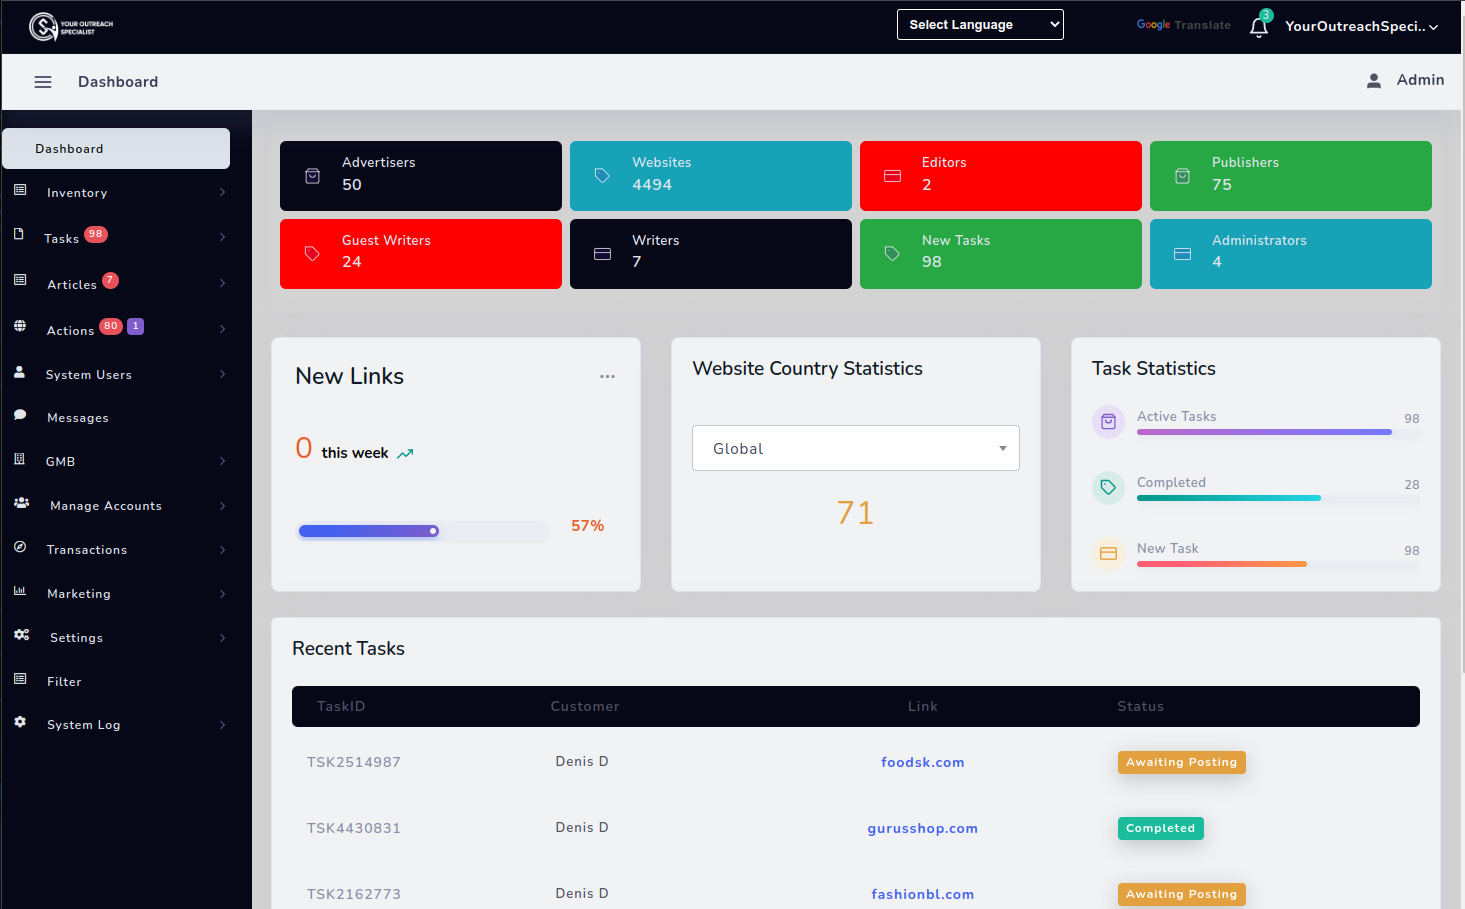 YOUR OUTREACH
SPECIALIST
Select Language
Google Translate
3
YourOutreachSpeci..
Dashboard
Admin
Dashboard
Inventory
Tasks 98
Articles 7
Actions 80 1
System Users
Messages
GMB
Manage Accounts
Transactions
Marketing
Settings
Filter
System Log
Advertisers
50
Websites
4494
Editors
2
Publishers
75
Guest Writers
24
Writers
7
New Tasks
98
Administrators
4
New Links
0 this week
57%
Website Country Statistics
Global
71
Task Statistics
Active Tasks 98
Completed 28
New Task 98
Recent Tasks
TaskID Customer Link Status
TSK2514987 Denis D foodsk.com Awaiting Posting
TSK4430831 Denis D gurusshop.com Completed
TSK2162773 Denis D fashionbl.com Awaiting Posting